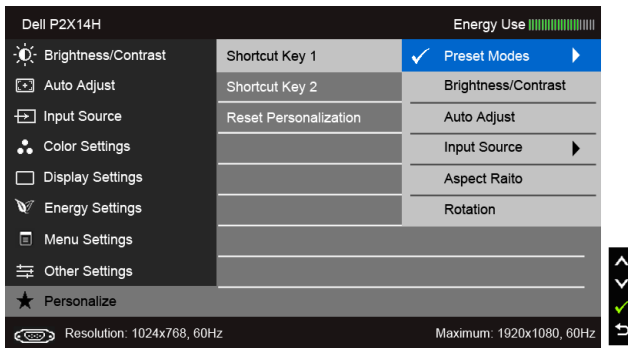 Dell P2X14H
Energy Use
Brightness/Contrast
Auto Adjust
Input Source
Color Settings
Display Settings
Energy Settings
Menu Settings
Other Settings
Personalize
Shortcut Key 1
Shortcut Key 2
Reset Personalization
Preset Modes
Brightness/Contrast
Auto Adjust
Input Source
Aspect Raito
Rotation
Resolution: 1024x768, 60Hz
Maximum: 1920x1080, 60Hz